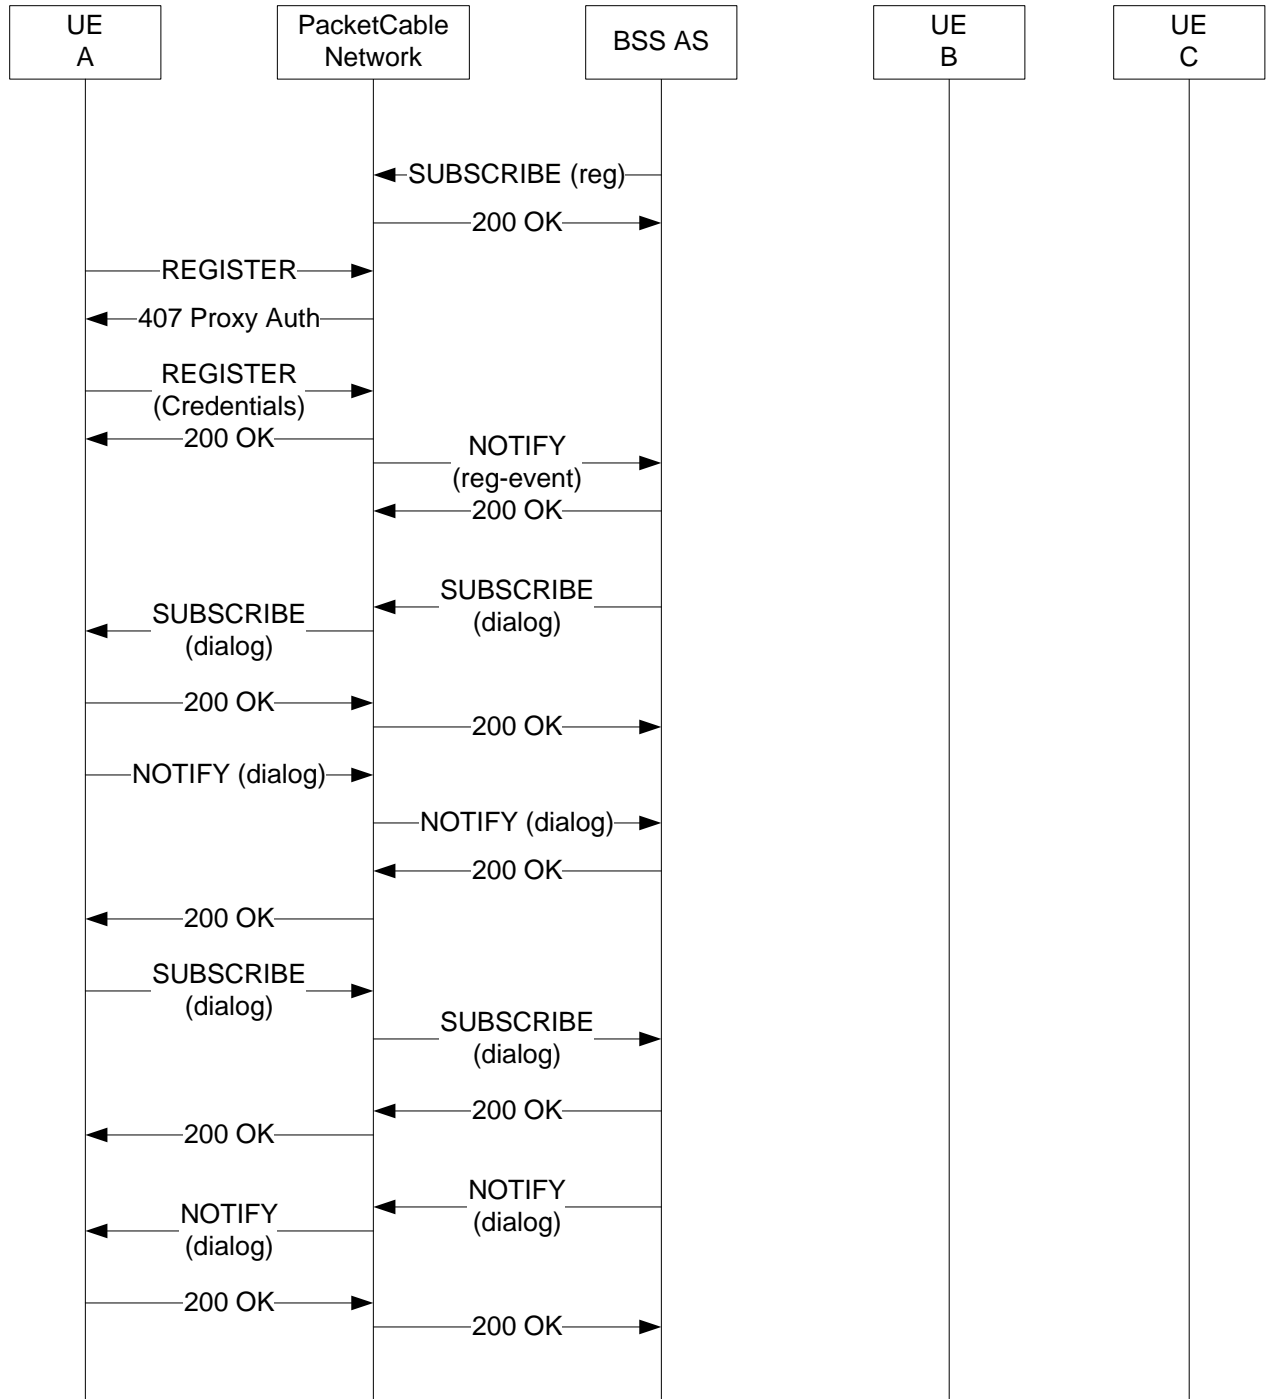 UE
A
PacketCable
Network
BSS AS
UE
B
UE
C
SUBSCRIBE (reg)
200 OK
REGISTER
407 Proxy Auth
REGISTER
(Credentials)
200 OK
NOTIFY
(reg-event)
200 OK
SUBSCRIBE
(dialog)
SUBSCRIBE
(dialog)
200 OK
200 OK
NOTIFY (dialog)
NOTIFY (dialog)
200 OK
200 OK
SUBSCRIBE
(dialog)
SUBSCRIBE
(dialog)
200 OK
200 OK
NOTIFY
(dialog)
NOTIFY
(dialog)
200 OK
200 OK